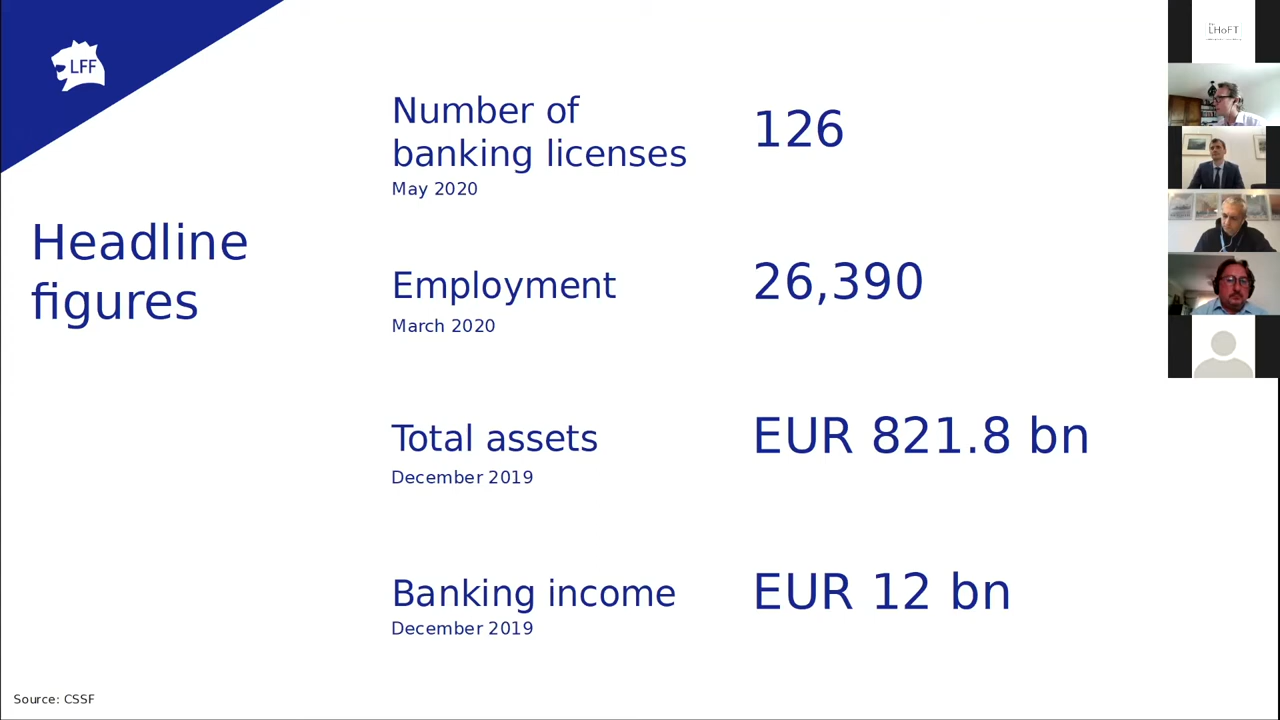 LFF
Headline
figures
Number of
banking licenses
May 2020
126
Employment
March 2020
26,390
Total assets
December 2019
EUR 821.8 bn
Banking income
December 2019
EUR 12 bn
Source: CSSF
LHoFT